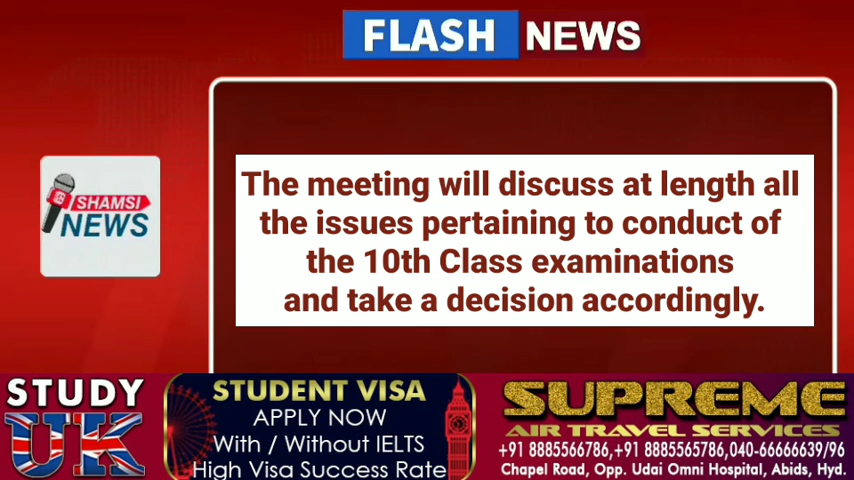 FLASH NEWS
SHAMSI
NEWS
The meeting will discuss at length all
the issues pertaining to conduct of
the 10th Class examinations
and take a decision accordingly.
STUDY
UK
STUDENT VISA
APPLY NOW
With / Without IELTS
High Visa Success Rate
SUPREME
AIR TRAVEL SERVICES
+91 8885566786,+91 8885565786,040-66666639/96
Chapel Road, Opp. Udai Omni Hospital, Abids, Hyd.